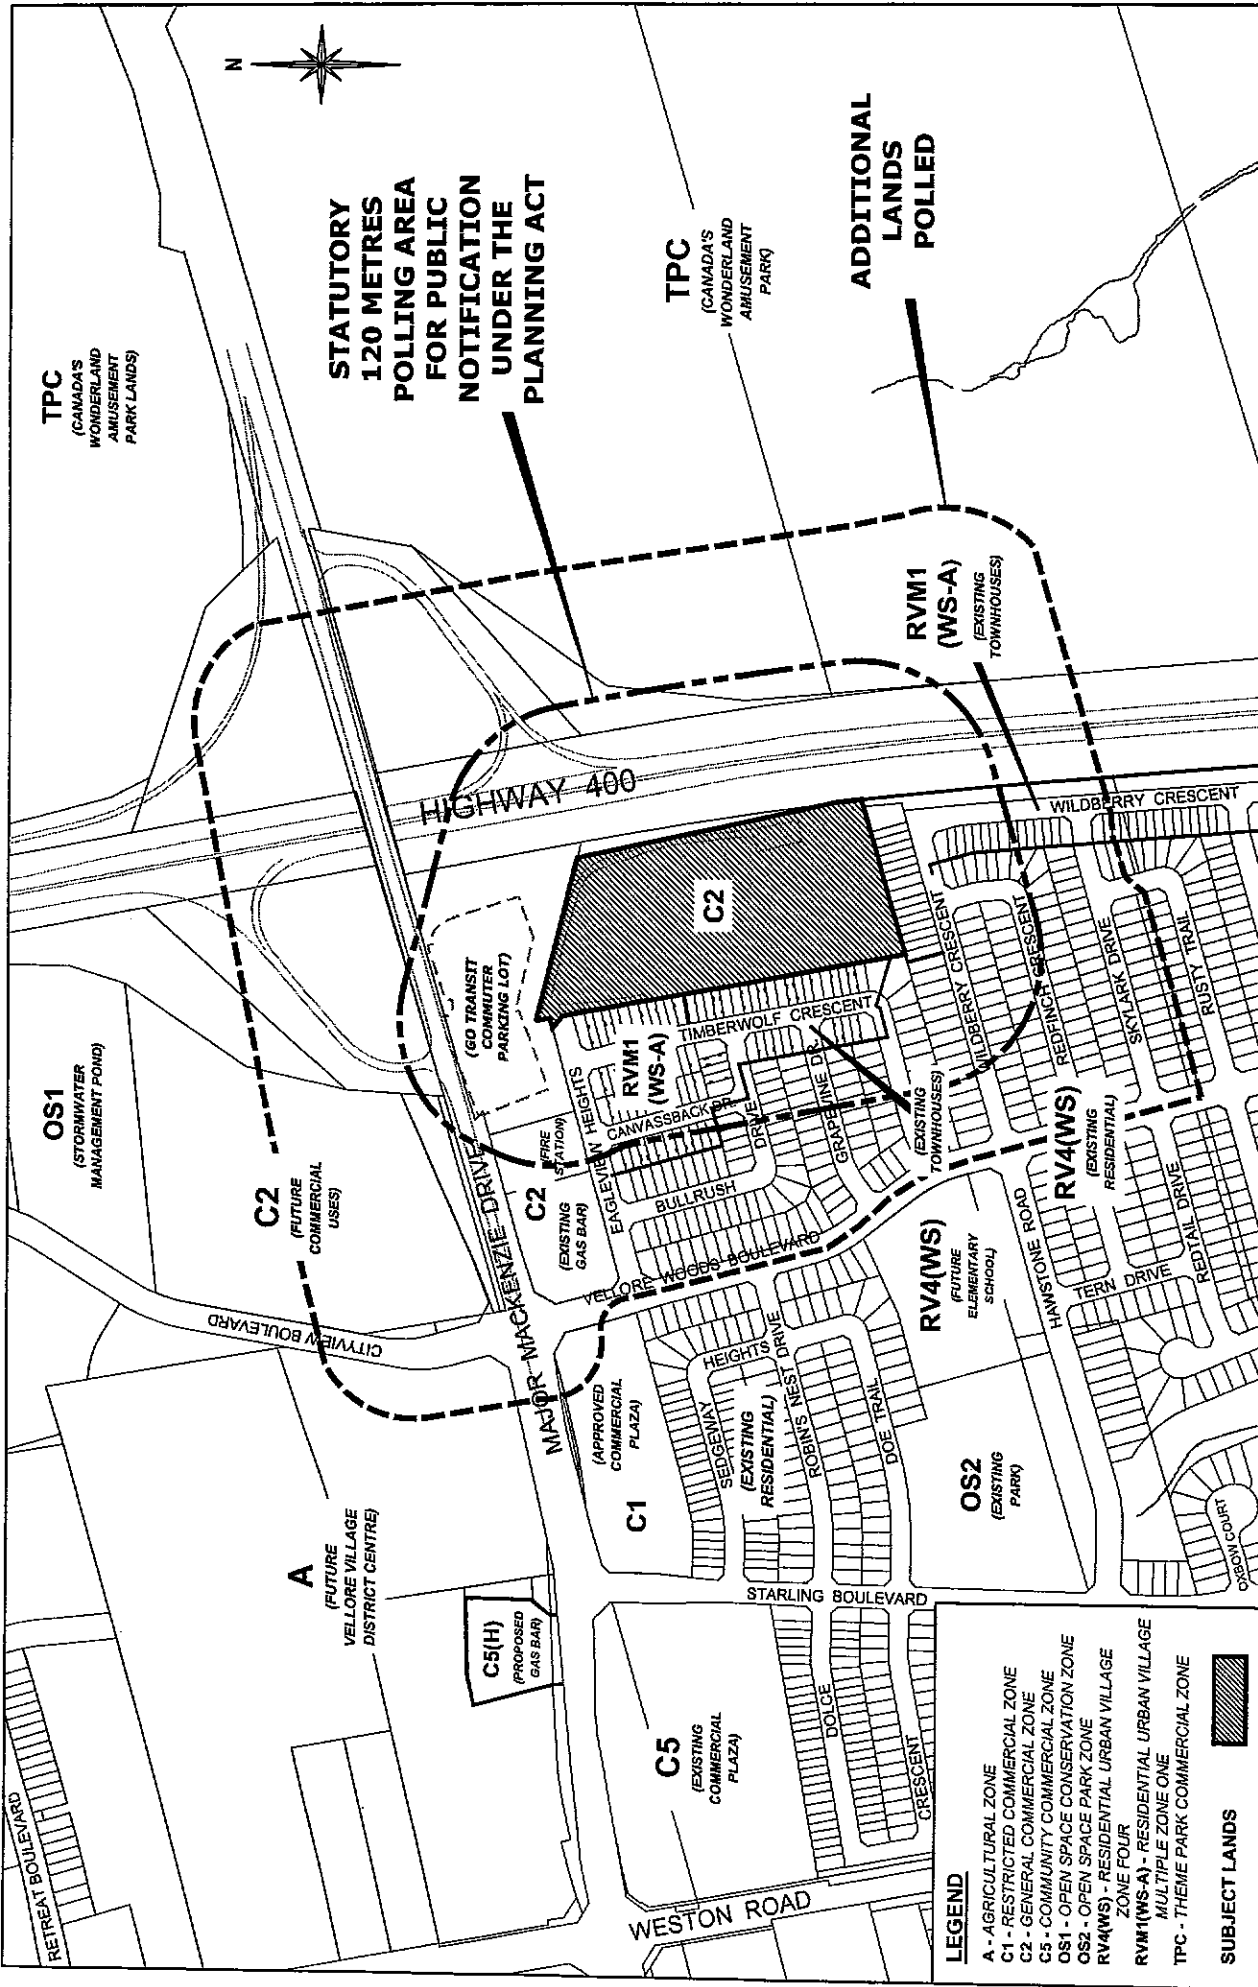 N
TPC
(CANADA'S
WONDERLAND
AMUSEMENT
PARK LANDS)
STATUTORY
120 METRES
POLLING AREA
FOR PUBLIC
NOTIFICATION
UNDER THE
PLANNING ACT
TPC
(CANADA'S
WONDERLAND
AMUSEMENT
PARK)
ADDITIONAL
LANDS
POLLED
OS1
(STORMWATER
MANAGEMENT POND)
C2
(FUTURE
COMMERCIAL
USES)
HIGHWAY 400
(GO TRANSIT
COMMUTER
PARKING LOT)
C2
RVM1
(WS-A)
(EXISTING
TOWNHOUSES)
WILDBERRY CRESCENT
RETREAT BOULEVARD
A
(FUTURE
VELLORE VILLAGE
DISTRICT CENTRE)
CITYVIEW BOULEVARD
MAJOR MACKENZIE DRIVE
C2
(EXISTING
GAS BAR)
(FIRE
STATION)
EAGLEVIEW HEIGHTS
RVM1
(WS-A)
TIMBERWOLF CRESCENT
CANVASSBACK DR.
BULLRUSH
DRIVE
GRAPEVINE DR.
(EXISTING
TOWNHOUSES)
WILDBERRY CRESCENT
REDFINCH CRESCENT
SKYLARK DRIVE
RUSTY TRAIL
VELLORE WOODS BOULEVARD
RV4(WS)
(EXISTING
RESIDENTIAL)
RV4(WS)
(FUTURE
ELEMENTARY
SCHOOL)
HAWSTONE ROAD
TERN DRIVE
REDTAIL DRIVE
C5(H)
(PROPOSED
GAS BAR)
(APPROVED
COMMERCIAL
PLAZA)
C1
SEDGEWAY
HEIGHTS
(EXISTING
RESIDENTIAL)
ROBIN'S NEST DRIVE
DOE TRAIL
OS2
(EXISTING
PARK)
OXBOW COURT
STARLING BOULEVARD
C5
(EXISTING
COMMERCIAL
PLAZA)
DOLCE
CRESCENT
WESTON ROAD
LEGEND
A - AGRICULTURAL ZONE
C1 - RESTRICTED COMMERCIAL ZONE
C2 - GENERAL COMMERCIAL ZONE
C5 - COMMUNITY COMMERCIAL ZONE
OS1 - OPEN SPACE CONSERVATION ZONE
OS2 - OPEN SPACE PARK ZONE
RV4(WS) - RESIDENTIAL URBAN VILLAGE
ZONE FOUR
RVM1(WS-A) - RESIDENTIAL URBAN VILLAGE
MULTIPLE ZONE ONE
TPC - THEME PARK COMMERCIAL ZONE
SUBJECT LANDS